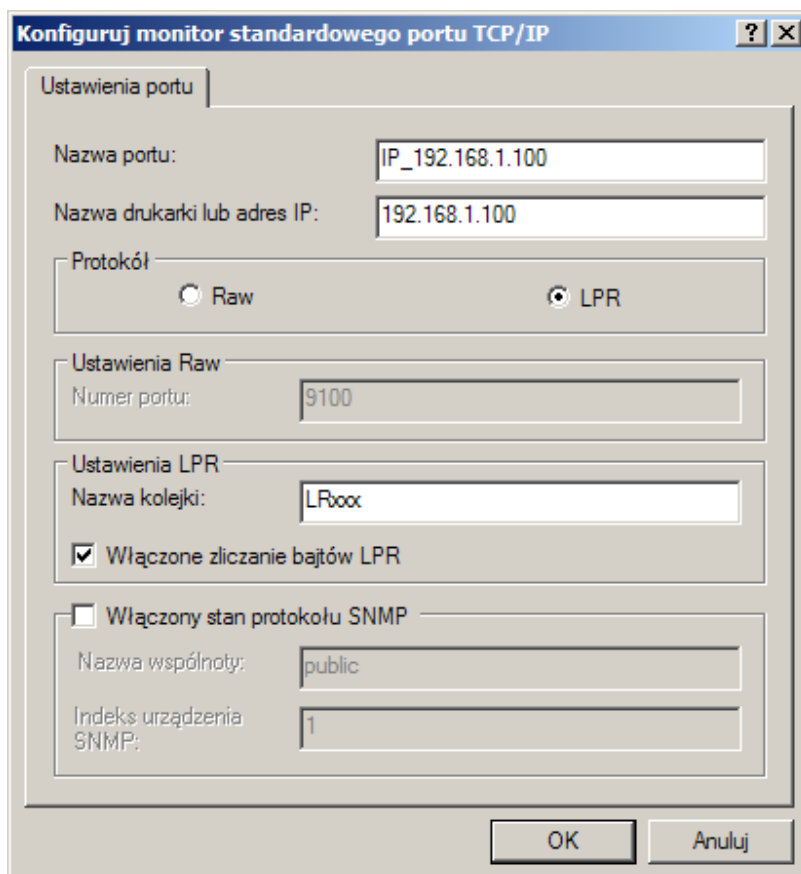 Konfiguruj monitor standardowego portu TCP/IP
Ustawienia portu
Nazwa portu: IP_192.168.1.100
Nazwa drukarki lub adres IP: 192.168.1.100
Protokół
Raw LPR
Ustawienia Raw
Numer portu: 9100
Ustawienia LPR
Nazwa kolejki: LRxxx
Włączone zliczanie bajtów LPR
Włączony stan protokołu SNMP
Nazwa wspólnoty: public
Indeks urządzenia
SNMP: 1
OK Anuluj